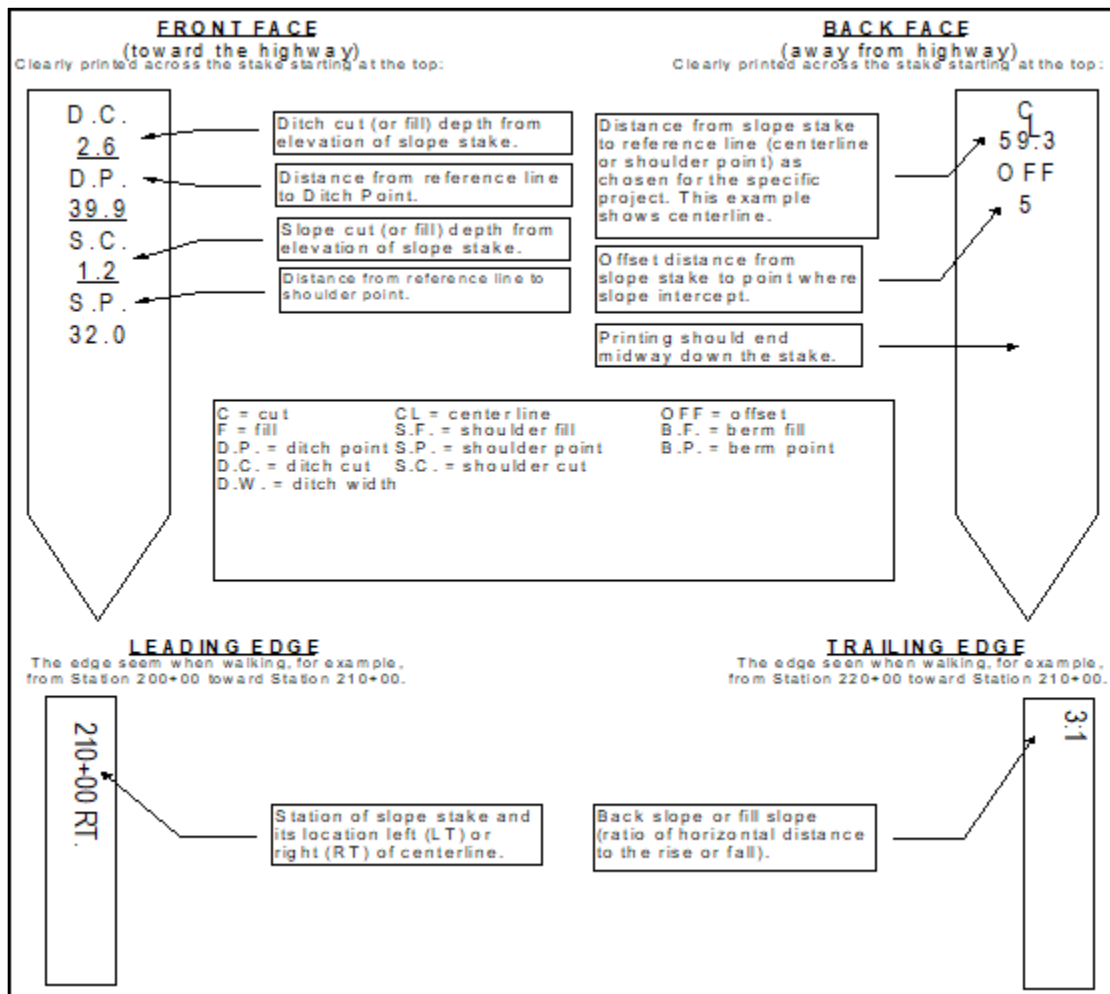 FRONT FACE
(toward the highway)
Clearly printed across the stake starting at the top:
D.C.
2.6
D.P.
39.9
S.C.
1.2
S.P.
32.0
Ditch cut (or fill) depth from
elevation of slope stake.
Distance from reference line
to Ditch Point.
Slope cut (or fill) depth from
elevation of slope stake.
Distance from reference line to
shoulder point.
BACK FACE
(away from highway)
Clearly printed across the stake starting at the top:
Distance from slope stake
to reference line (centerline
or shoulder point) as
chosen for the specific
project. This example
shows centerline.
Offset distance from
slope stake to point where
slope intercept.
Printing should end
midway down the stake.
CL
59.3
OFF
5
C = cut CL = center line OFF = offset
F = fill S.F. = shoulder fill B.F. = berm fill
D.P. = ditch point S.P. = shoulder point B.P. = berm point
D.C. = ditch cut S.C. = shoulder cut
D.W. = ditch width
LEADING EDGE
The edge seem when walking, for example,
from Station 200+00 toward Station 210+00.
210+00 RT.
Station of slope stake and
its location left (LT) or
right (RT) of centerline.
TRAILING EDGE
The edge seen when walking, for example,
from Station 220+00 toward Station 210+00.
Back slope or fill slope
(ratio of horizontal distance
to the rise or fall).
3:1